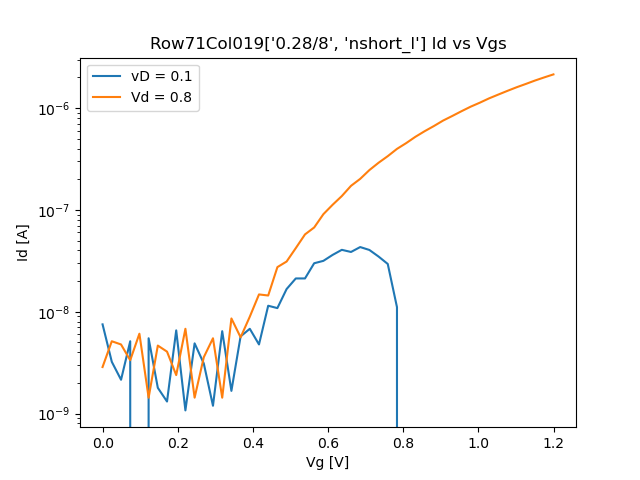 Row71Col019['0.28/8', 'nshort_l'] Id vs Vgs
vD = 0.1
Vd = 0.8
Id [A]
10⁻⁶
10⁻⁷
10⁻⁸
10⁻⁹
0.0 0.2 0.4 0.6 0.8 1.0 1.2
Vg [V]